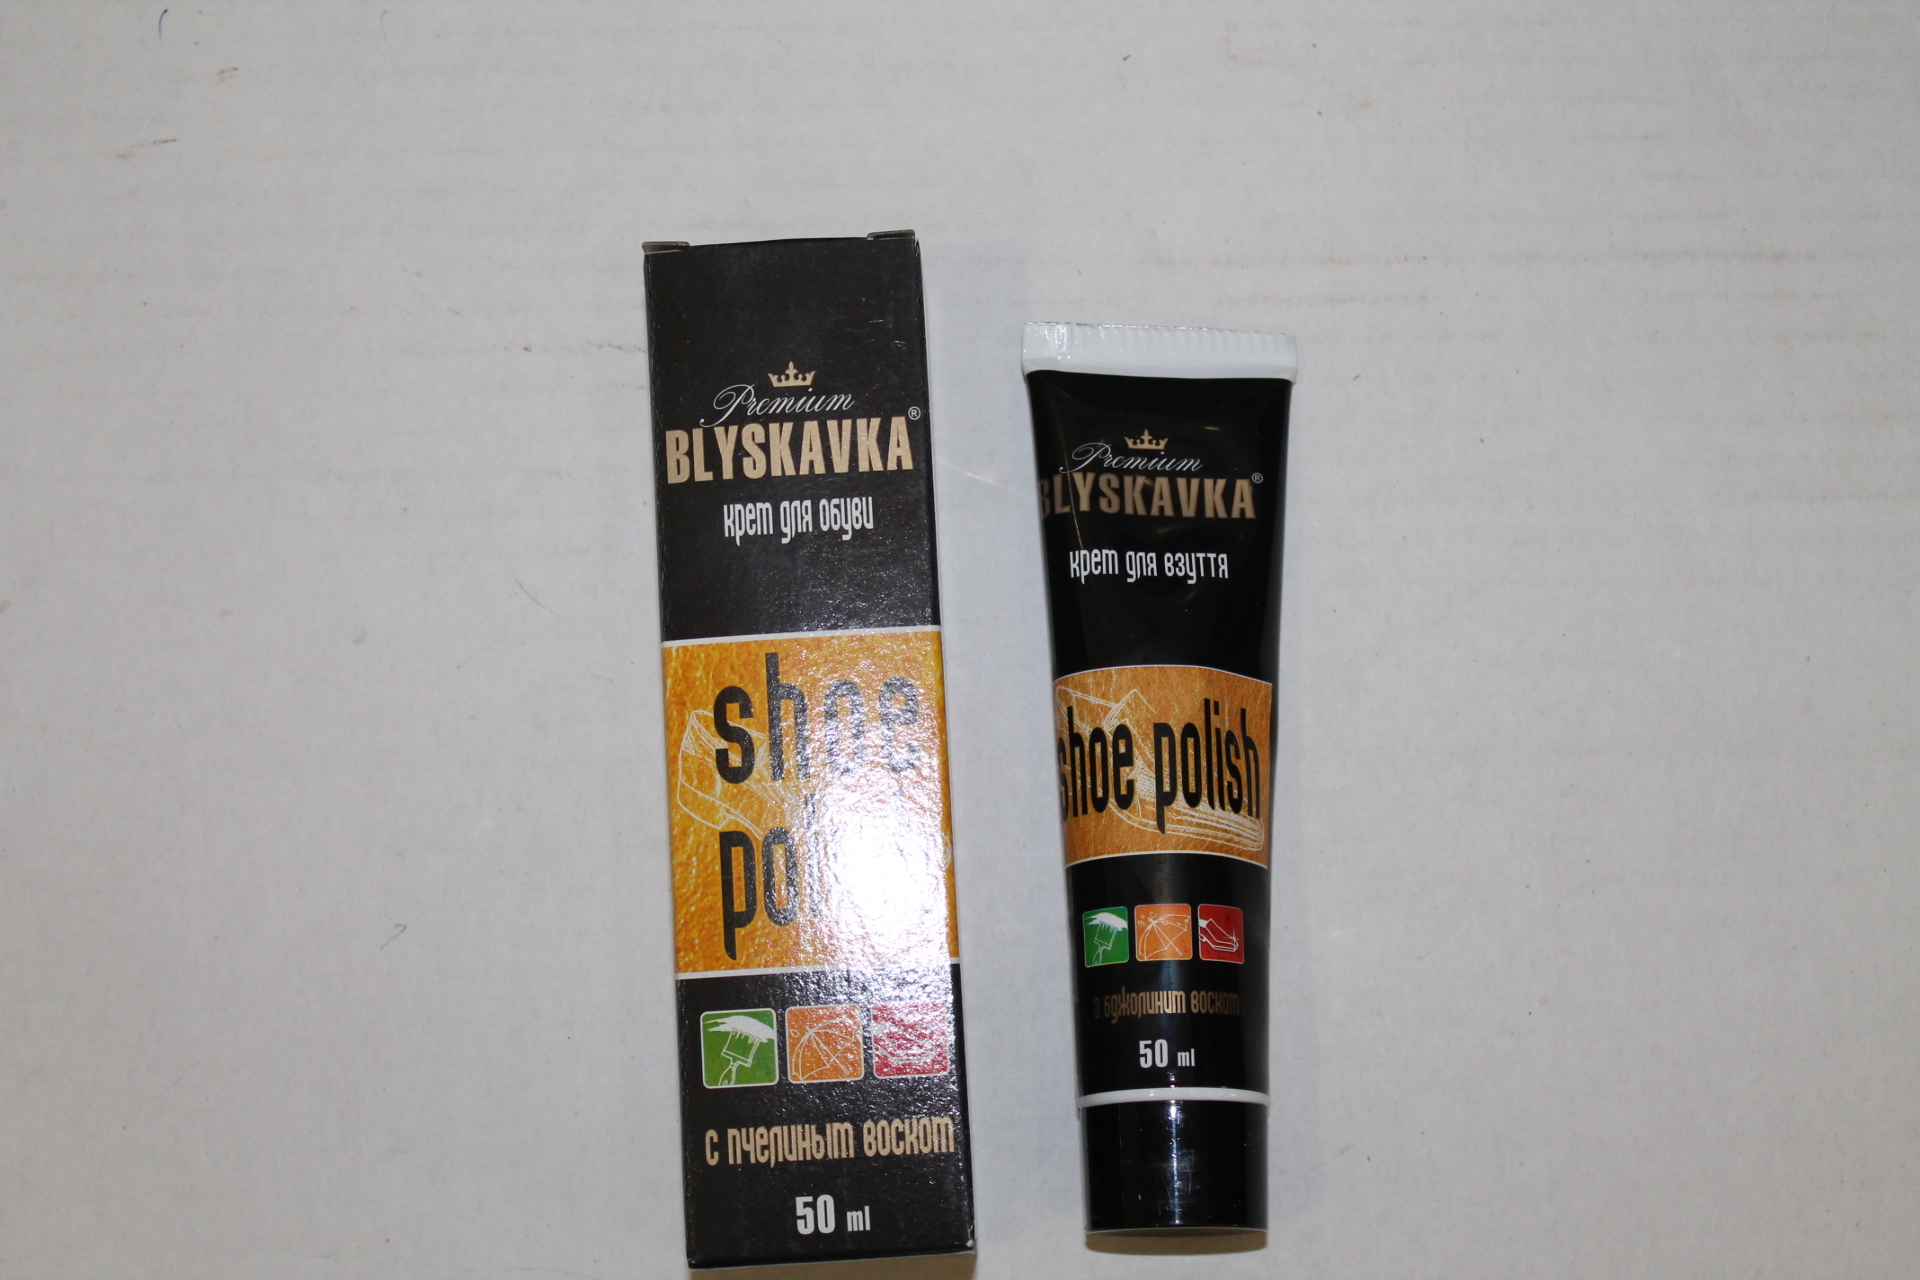 Premium
BLYSKAVKA®
крем для обуви
shoe
polish
с пчелиным воском
50 ml
Premium
BLYSKAVKA®
крем для взуття
shoe polish
з бджолиним воском
50 ml